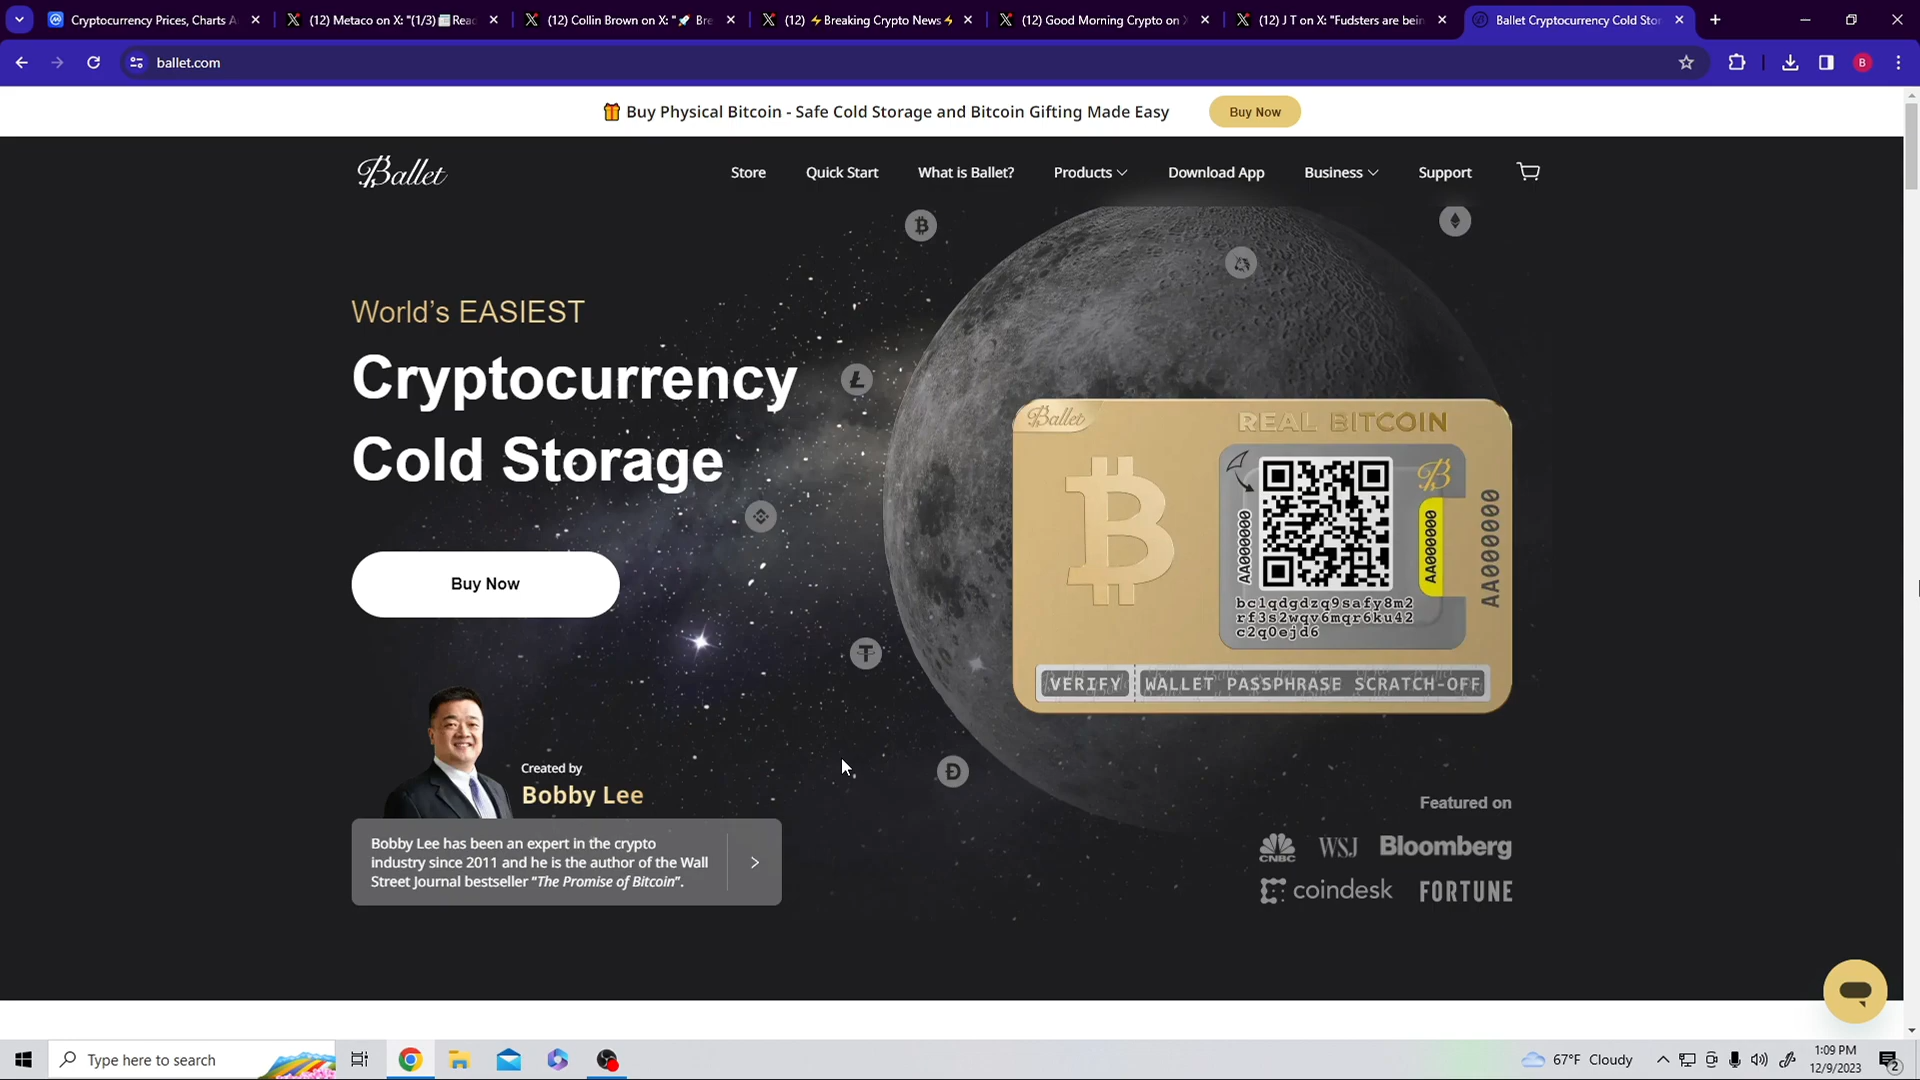 Cryptocurrency Prices, Charts A
(12) Metaco on X: "(1/3) Reac
(12) Collin Brown on X: "🚀 Bre
(12) ⚡Breaking Crypto News⚡
(12) Good Morning Crypto on X
(12) J T on X: "Fudsters are bein
Ballet Cryptocurrency Cold Stor
ballet.com
B
🎁 Buy Physical Bitcoin - Safe Cold Storage and Bitcoin Gifting Made Easy
Buy Now
Ballet
Store
Quick Start
What is Ballet?
Products
Download App
Business
Support
World's EASIEST
Cryptocurrency
Cold Storage
Buy Now
Ballet
REAL BITCOIN
AA000000
AA000000
AA000000
bc1qdgdzq9safy8m2
rf3s2wqv6mqr6ku42
c2q0ejd6
VERIFY
WALLET PASSPHRASE SCRATCH-OFF
Created by
Bobby Lee
Bobby Lee has been an expert in the crypto
industry since 2011 and he is the author of the Wall
Street Journal bestseller "The Promise of Bitcoin".
Featured on
CNBC
WSJ
Bloomberg
coindesk
FORTUNE
Type here to search
67°F Cloudy
1:09 PM
12/9/2023
2